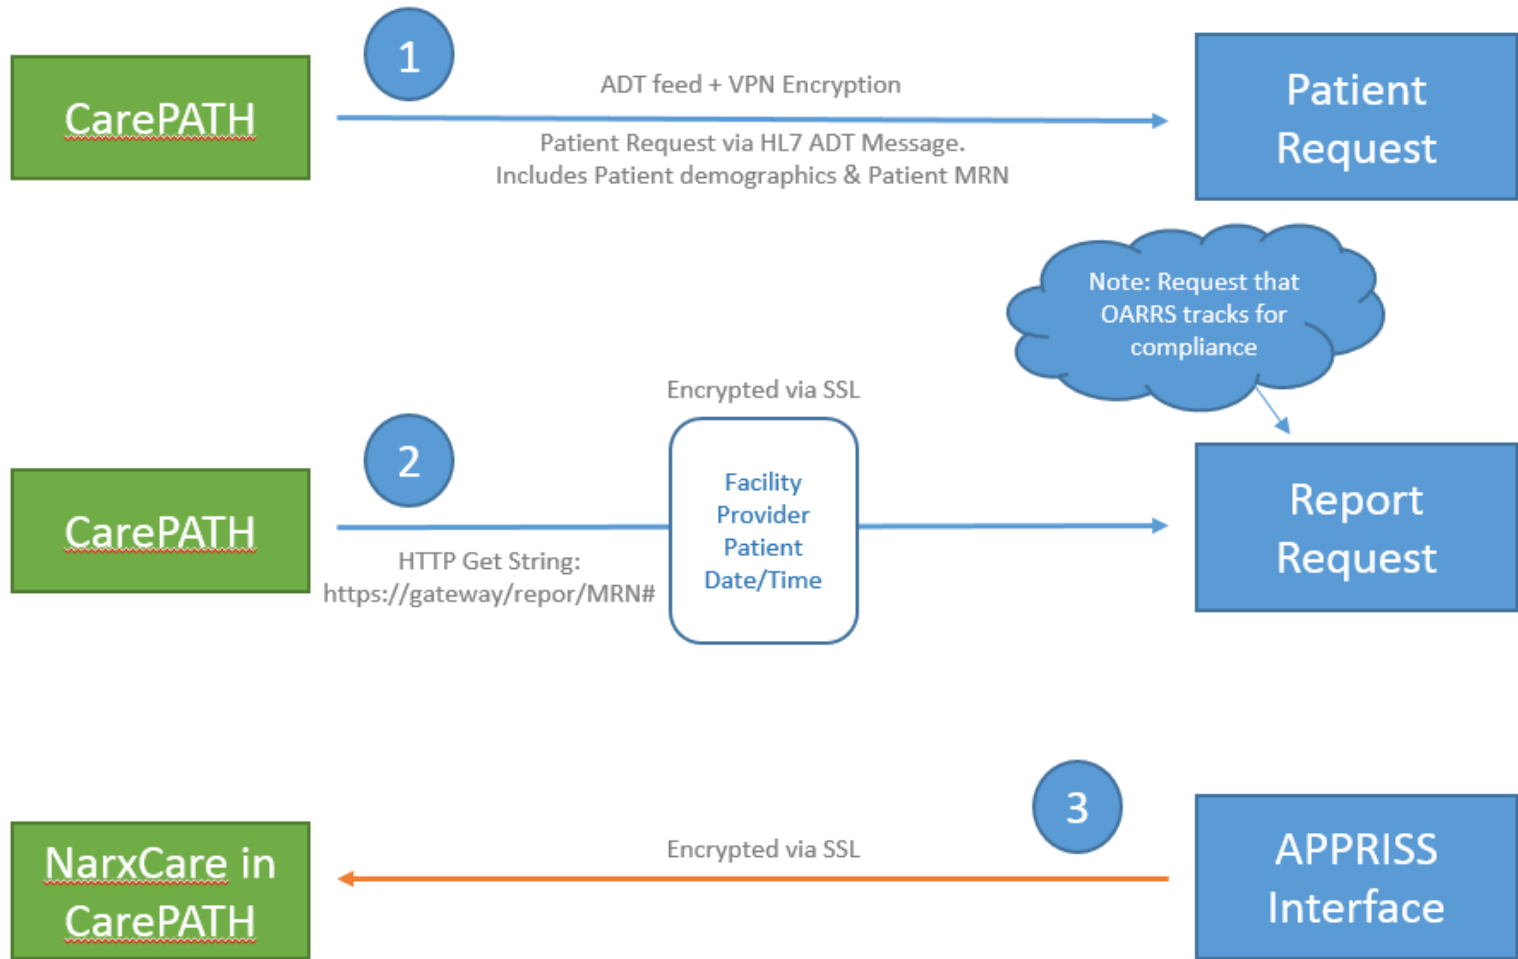 CarePATH
1
ADT feed + VPN Encryption
Patient Request via HL7 ADT Message.
Includes Patient demographics & Patient MRN
Patient
Request
Note: Request that
OARRS tracks for
compliance
CarePATH
2
HTTP Get String:
https://gateway/repor/MRN#
Encrypted via SSL
Facility
Provider
Patient
Date/Time
Report
Request
NarxCare in
CarePATH
Encrypted via SSL
3
APPRISS
Interface